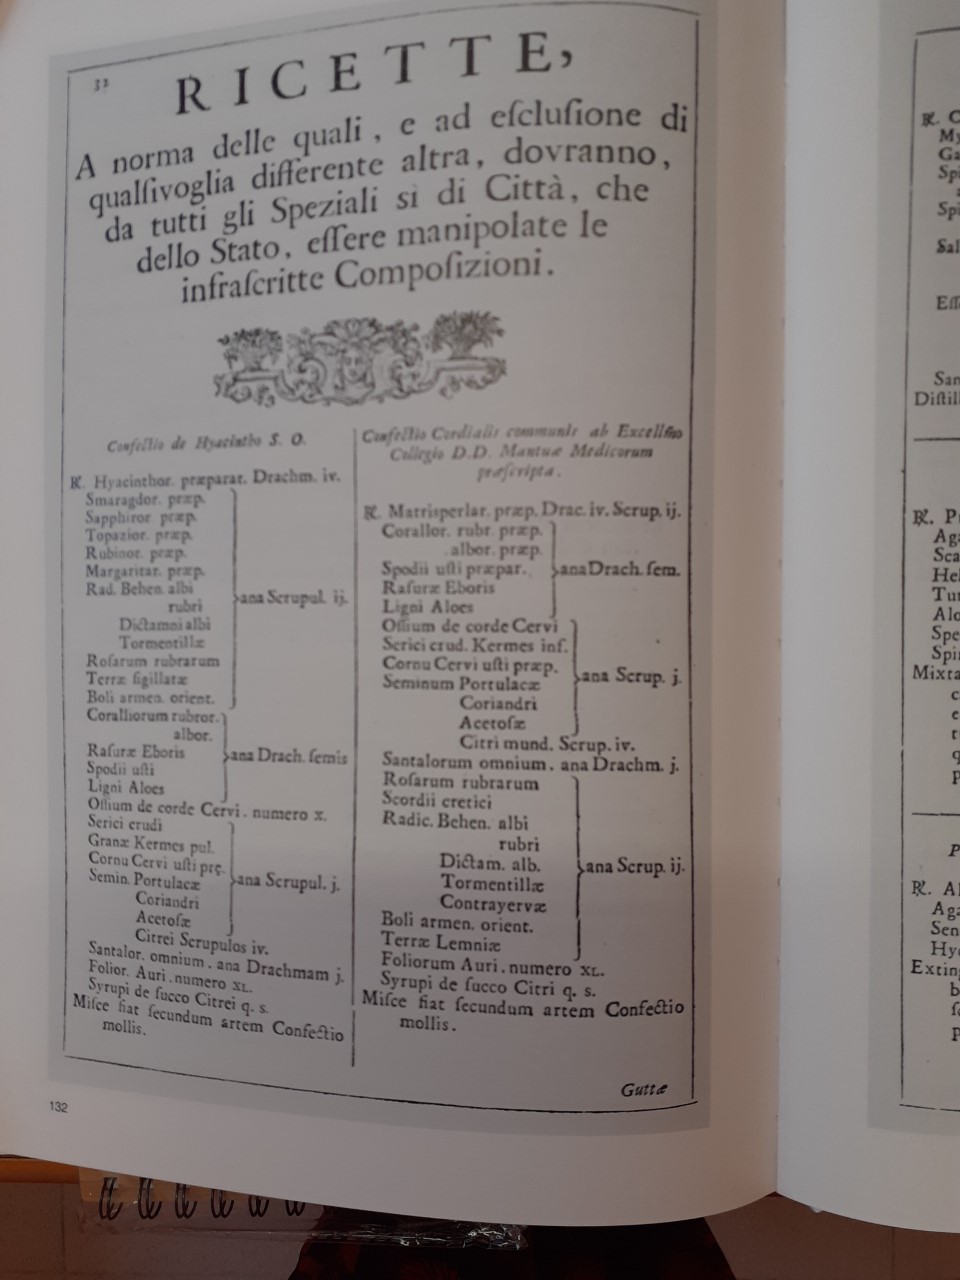 32
RICETTE,
A norma delle quali, e ad eſcluſione di
qualſivoglia differente altra, dovranno,
da tutti gli Speziali sì di Città, che
dello Stato, eſſere manipolate le
infraſcritte Compoſizioni.
Confectio de Hyacintho S. O.
℞. Hyacinthor. præparat. Drachm. iv.
Smaragdor. præp.
Sapphiror. præp.
Topazior. præp.
Rubinor. præp.
Margaritar. præp.
Rad. Behen. albi
rubri
Dictamni albi
Tormentillæ
Roſarum rubrarum
Terræ ſigillatæ
Boli armen. orient.
ana Scrupul. ij.
Coralliorum rubror.
albor.
Raſuræ Eboris
Spodii uſti
Ligni Aloes
ana Drach. ſemis
Oſſium de corde Cervi. numero x.
Serici crudi
Granæ Kermes pul.
Cornu Cervi uſti pre.
Semin. Portulacæ
Coriandri
Acetoſæ
ana Scrupul. j.
Citrei Scrupulos iv.
Santalor. omnium. ana Drachmam j.
Folior. Auri. numero XL.
Syrupi de ſucco Citrei q. s.
Miſce fiat ſecundum artem Confectio
mollis.
Confectio Cordialis communis ab Excellmo
Collegio D.D. Mantuæ Medicorum
præſcripta.
℞. Matrisperlar. præp. Drac. iv. Scrup. ij.
Corallor. rubr. præp.
albor. præp.
Spodii uſti præpar.
Raſuræ Eboris
Ligni Aloes
ana Drach. ſem.
Oſſium de corde Cervi
Serici crud. Kermes inf.
Cornu Cervi uſti præp.
Seminum Portulacæ
Coriandri
Acetoſæ
ana Scrup. j.
Citri mund. Scrup. iv.
Santalorum omnium. ana Drachm. j.
Roſarum rubrarum
Scordii cretici
Radic. Behen. albi
rubri
Dictam. alb.
Tormentillæ
Contrayervæ
Boli armen. orient.
Terræ Lemniæ
ana Scrup. ij.
Foliorum Auri. numero XL.
Syrupi de ſucco Citri q. s.
Miſce fiat ſecundum artem Confectio
mollis.
Guttæ
132